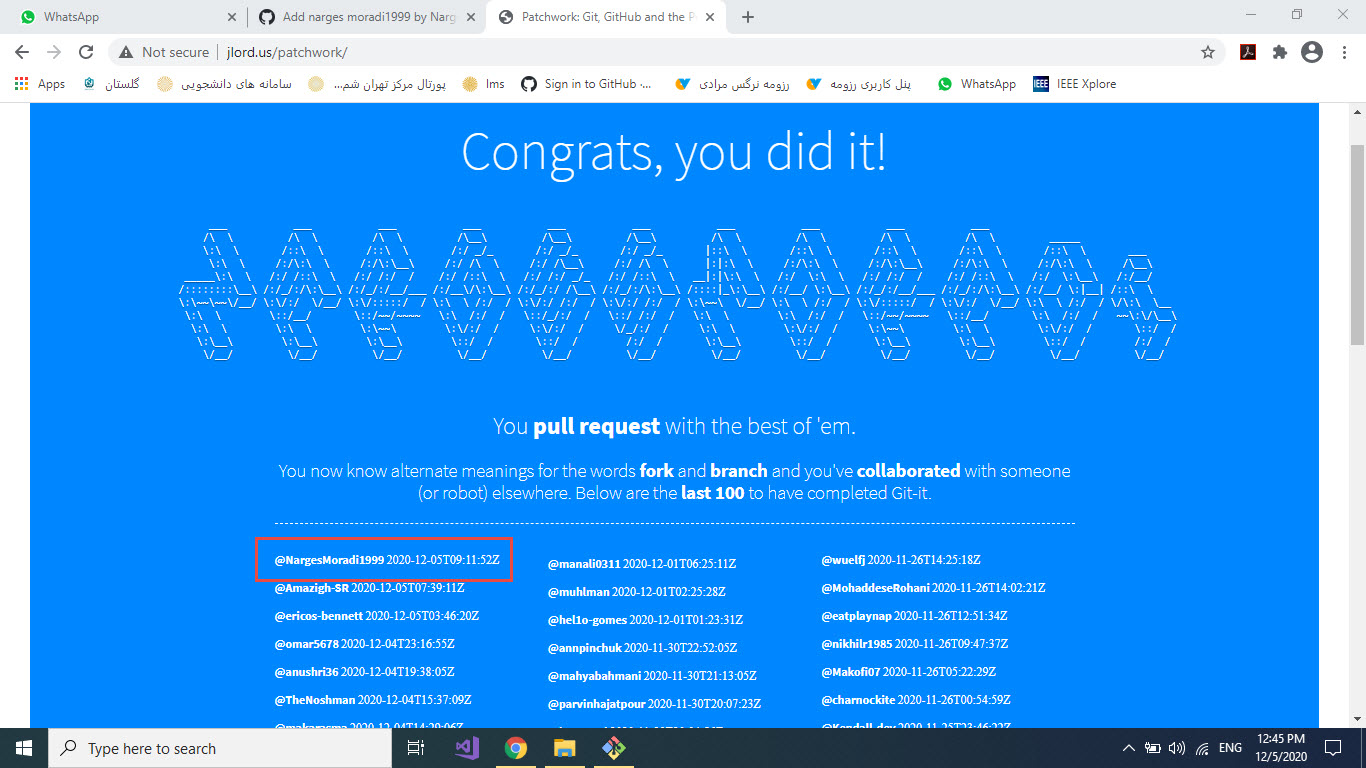 WhatsApp
Add narges moradi1999 by Narg
Patchwork: Git, GitHub and the P
Not secure
jlord.us/patchwork/
Apps
گلستان
سامانه های دانشجویی
پورتال مرکز تهران شم...
lms
Sign in to GitHub ·...
رزومه نرگس مرادی
پنل کاربری رزومه
WhatsApp
IEEE
IEEE Xplore
Congrats, you did it!
You pull request with the best of 'em.
You now know alternate meanings for the words fork and branch and you've collaborated with someone
(or robot) elsewhere. Below are the last 100 to have completed Git-it.
@NargesMoradi1999 2020-12-05T09:11:52Z
@Amazigh-SR 2020-12-05T07:39:11Z
@ericos-bennett 2020-12-05T03:46:20Z
@omar5678 2020-12-04T23:16:55Z
@anushri36 2020-12-04T19:38:05Z
@TheNoshman 2020-12-04T15:37:09Z
@manali0311 2020-12-01T06:25:11Z
@muhlman 2020-12-01T02:25:28Z
@hel1o-gomes 2020-12-01T01:23:31Z
@annpinchuk 2020-11-30T22:52:05Z
@mahyabahmani 2020-11-30T21:13:05Z
@parvinhajatpour 2020-11-30T20:07:23Z
@wuelfj 2020-11-26T14:25:18Z
@MohaddeseRohani 2020-11-26T14:02:21Z
@eatplaynap 2020-11-26T12:51:34Z
@nikhilr1985 2020-11-26T09:47:37Z
@Makofi07 2020-11-26T05:22:29Z
@charnockite 2020-11-26T00:54:59Z
Type here to search
ENG
12:45 PM
12/5/2020